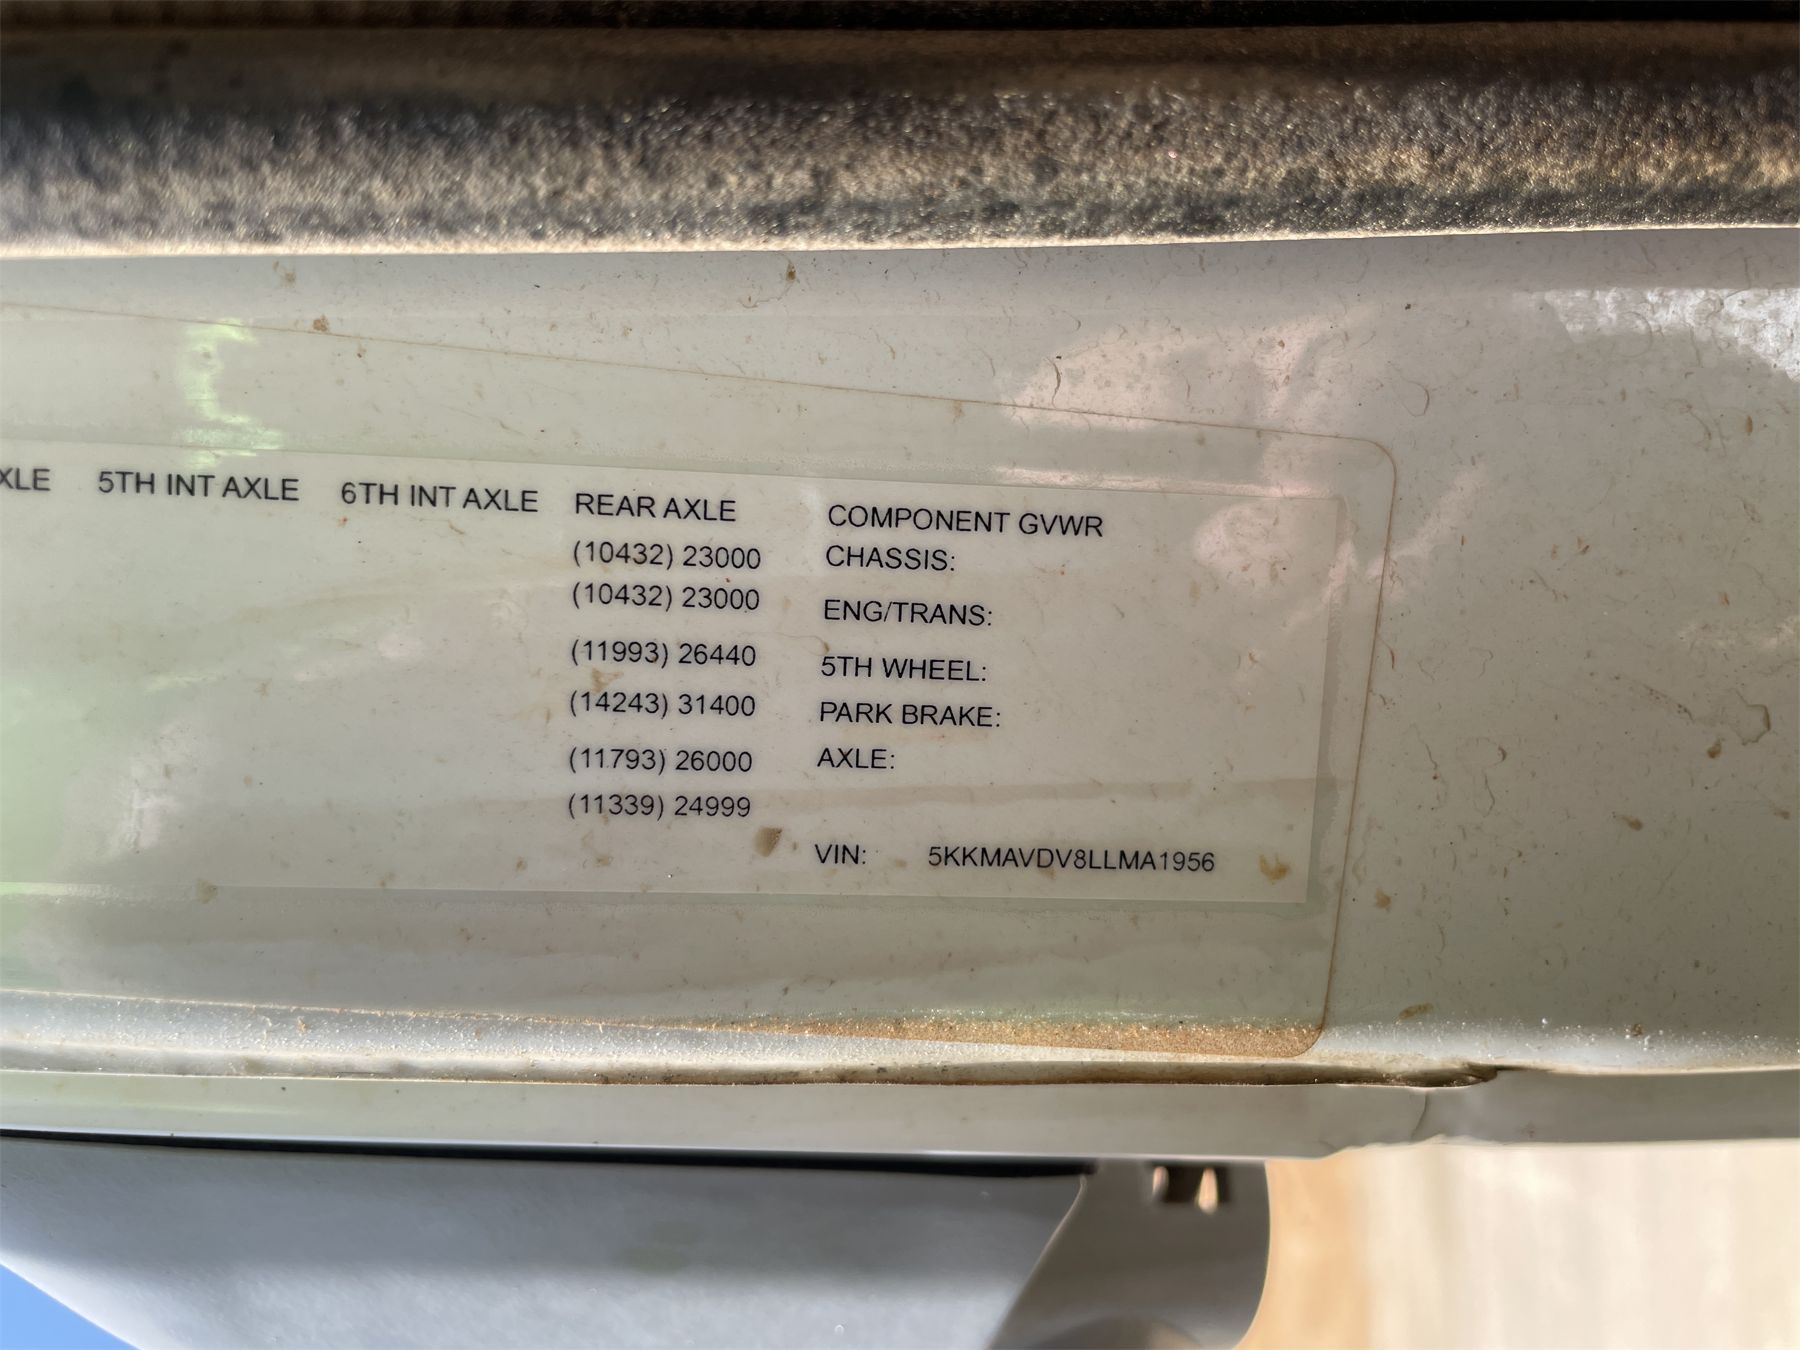 XLE 5TH INT AXLE 6TH INT AXLE REAR AXLE COMPONENT GVWR
(10432) 23000 CHASSIS:
(10432) 23000 ENG/TRANS:
(11993) 26440 5TH WHEEL:
(14243) 31400 PARK BRAKE:
(11793) 26000 AXLE:
(11339) 24999
VIN: 5KKMAVDV8LLMA1956